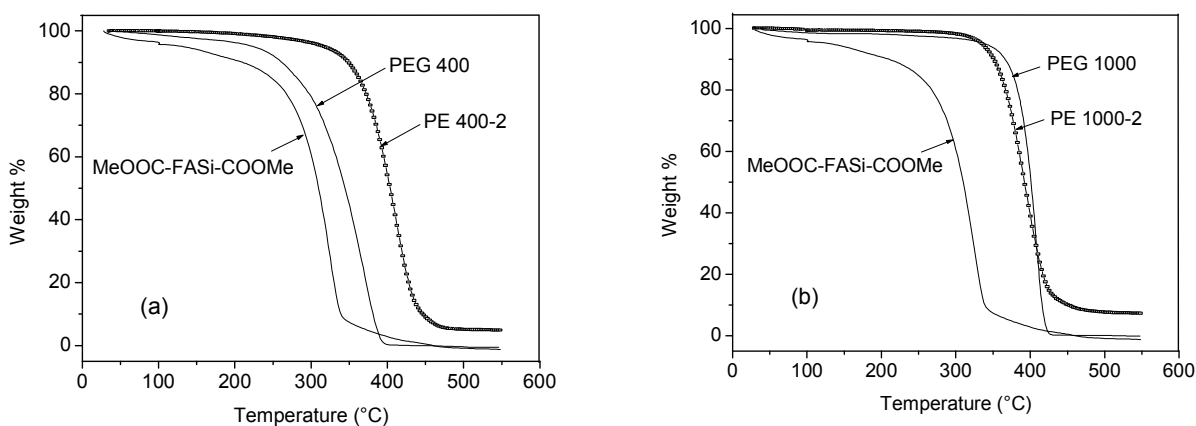 100
80
60
40
20
0
Weight %
PEG 400
PE 400-2
MeOOC-FASi-COOMe
(a)
0 100 200 300 400 500 600
Temperature (°C)
100
80
60
40
20
0
Weight %
PEG 1000
PE 1000-2
MeOOC-FASi-COOMe
(b)
0 100 200 300 400 500 600
Temperature (°C)